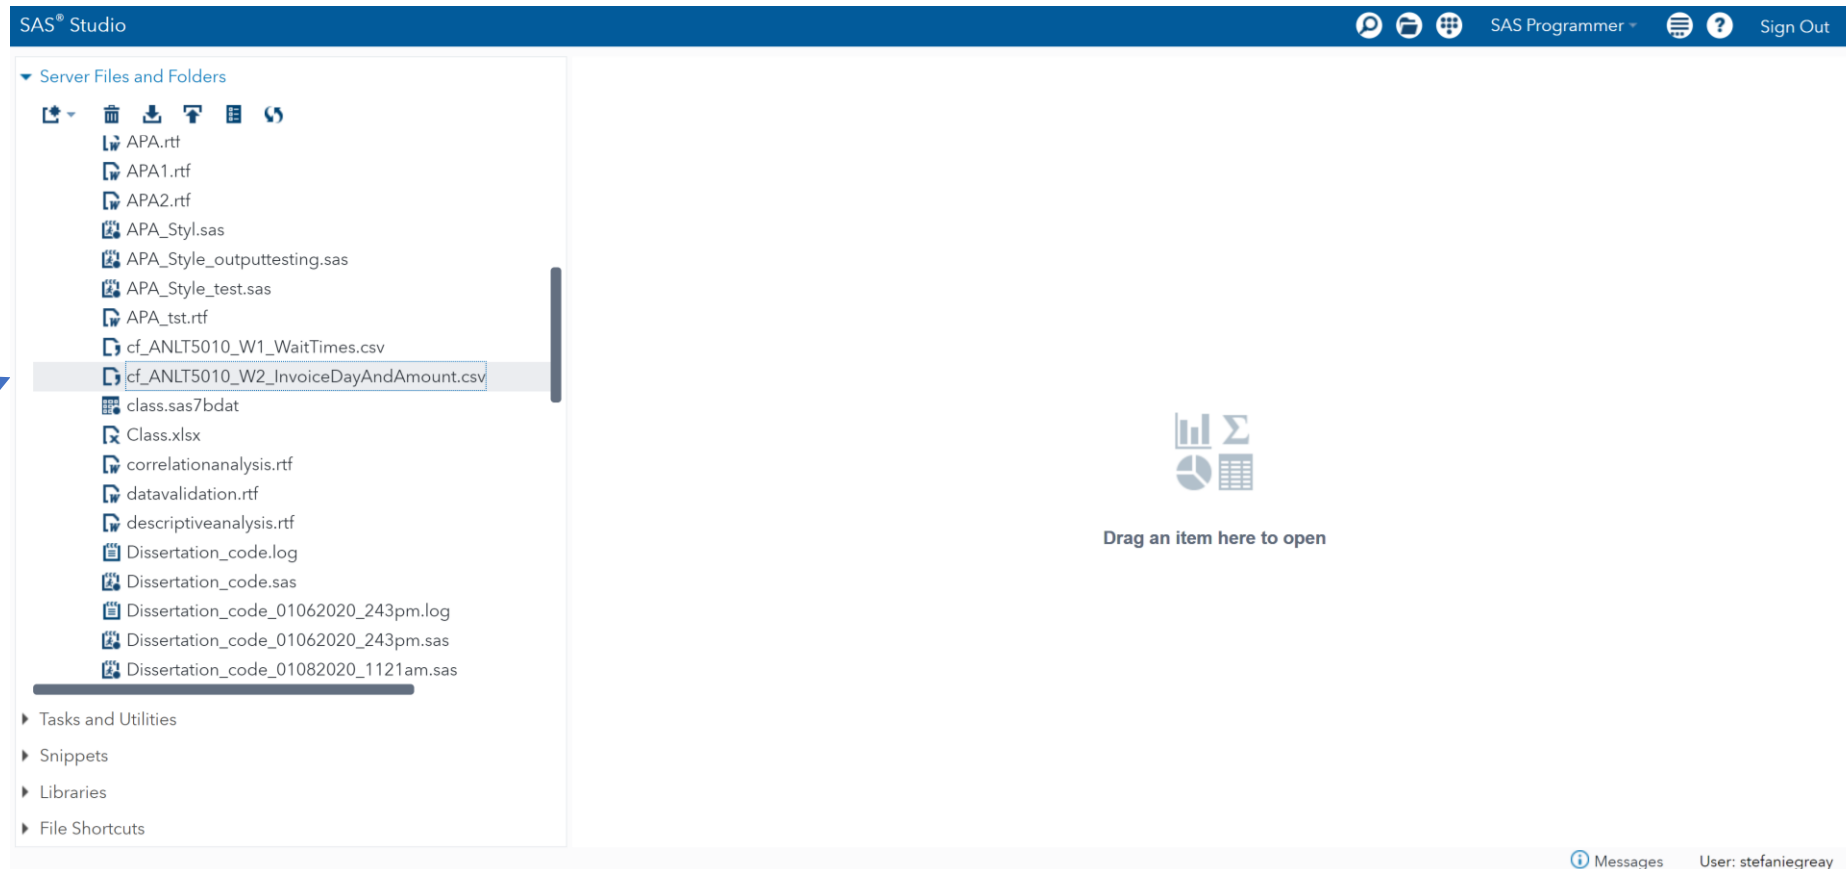 SAS® Studio
SAS Programmer
Sign Out
Server Files and Folders
APA.rtf
APA1.rtf
APA2.rtf
APA_Styl.sas
APA_Style_outputtesting.sas
APA_Style_test.sas
APA_tst.rtf
cf_ANLT5010_W1_WaitTimes.csv
cf_ANLT5010_W2_InvoiceDayAndAmount.csv
class.sas7bdat
Class.xlsx
correlationanalysis.rtf
datavalidation.rtf
descriptiveanalysis.rtf
Dissertation_code.log
Dissertation_code.sas
Dissertation_code_01062020_243pm.log
Dissertation_code_01062020_243pm.sas
Dissertation_code_01082020_1121am.sas
Tasks and Utilities
Snippets
Libraries
File Shortcuts
Drag an item here to open
Messages
User: stefaniegreay